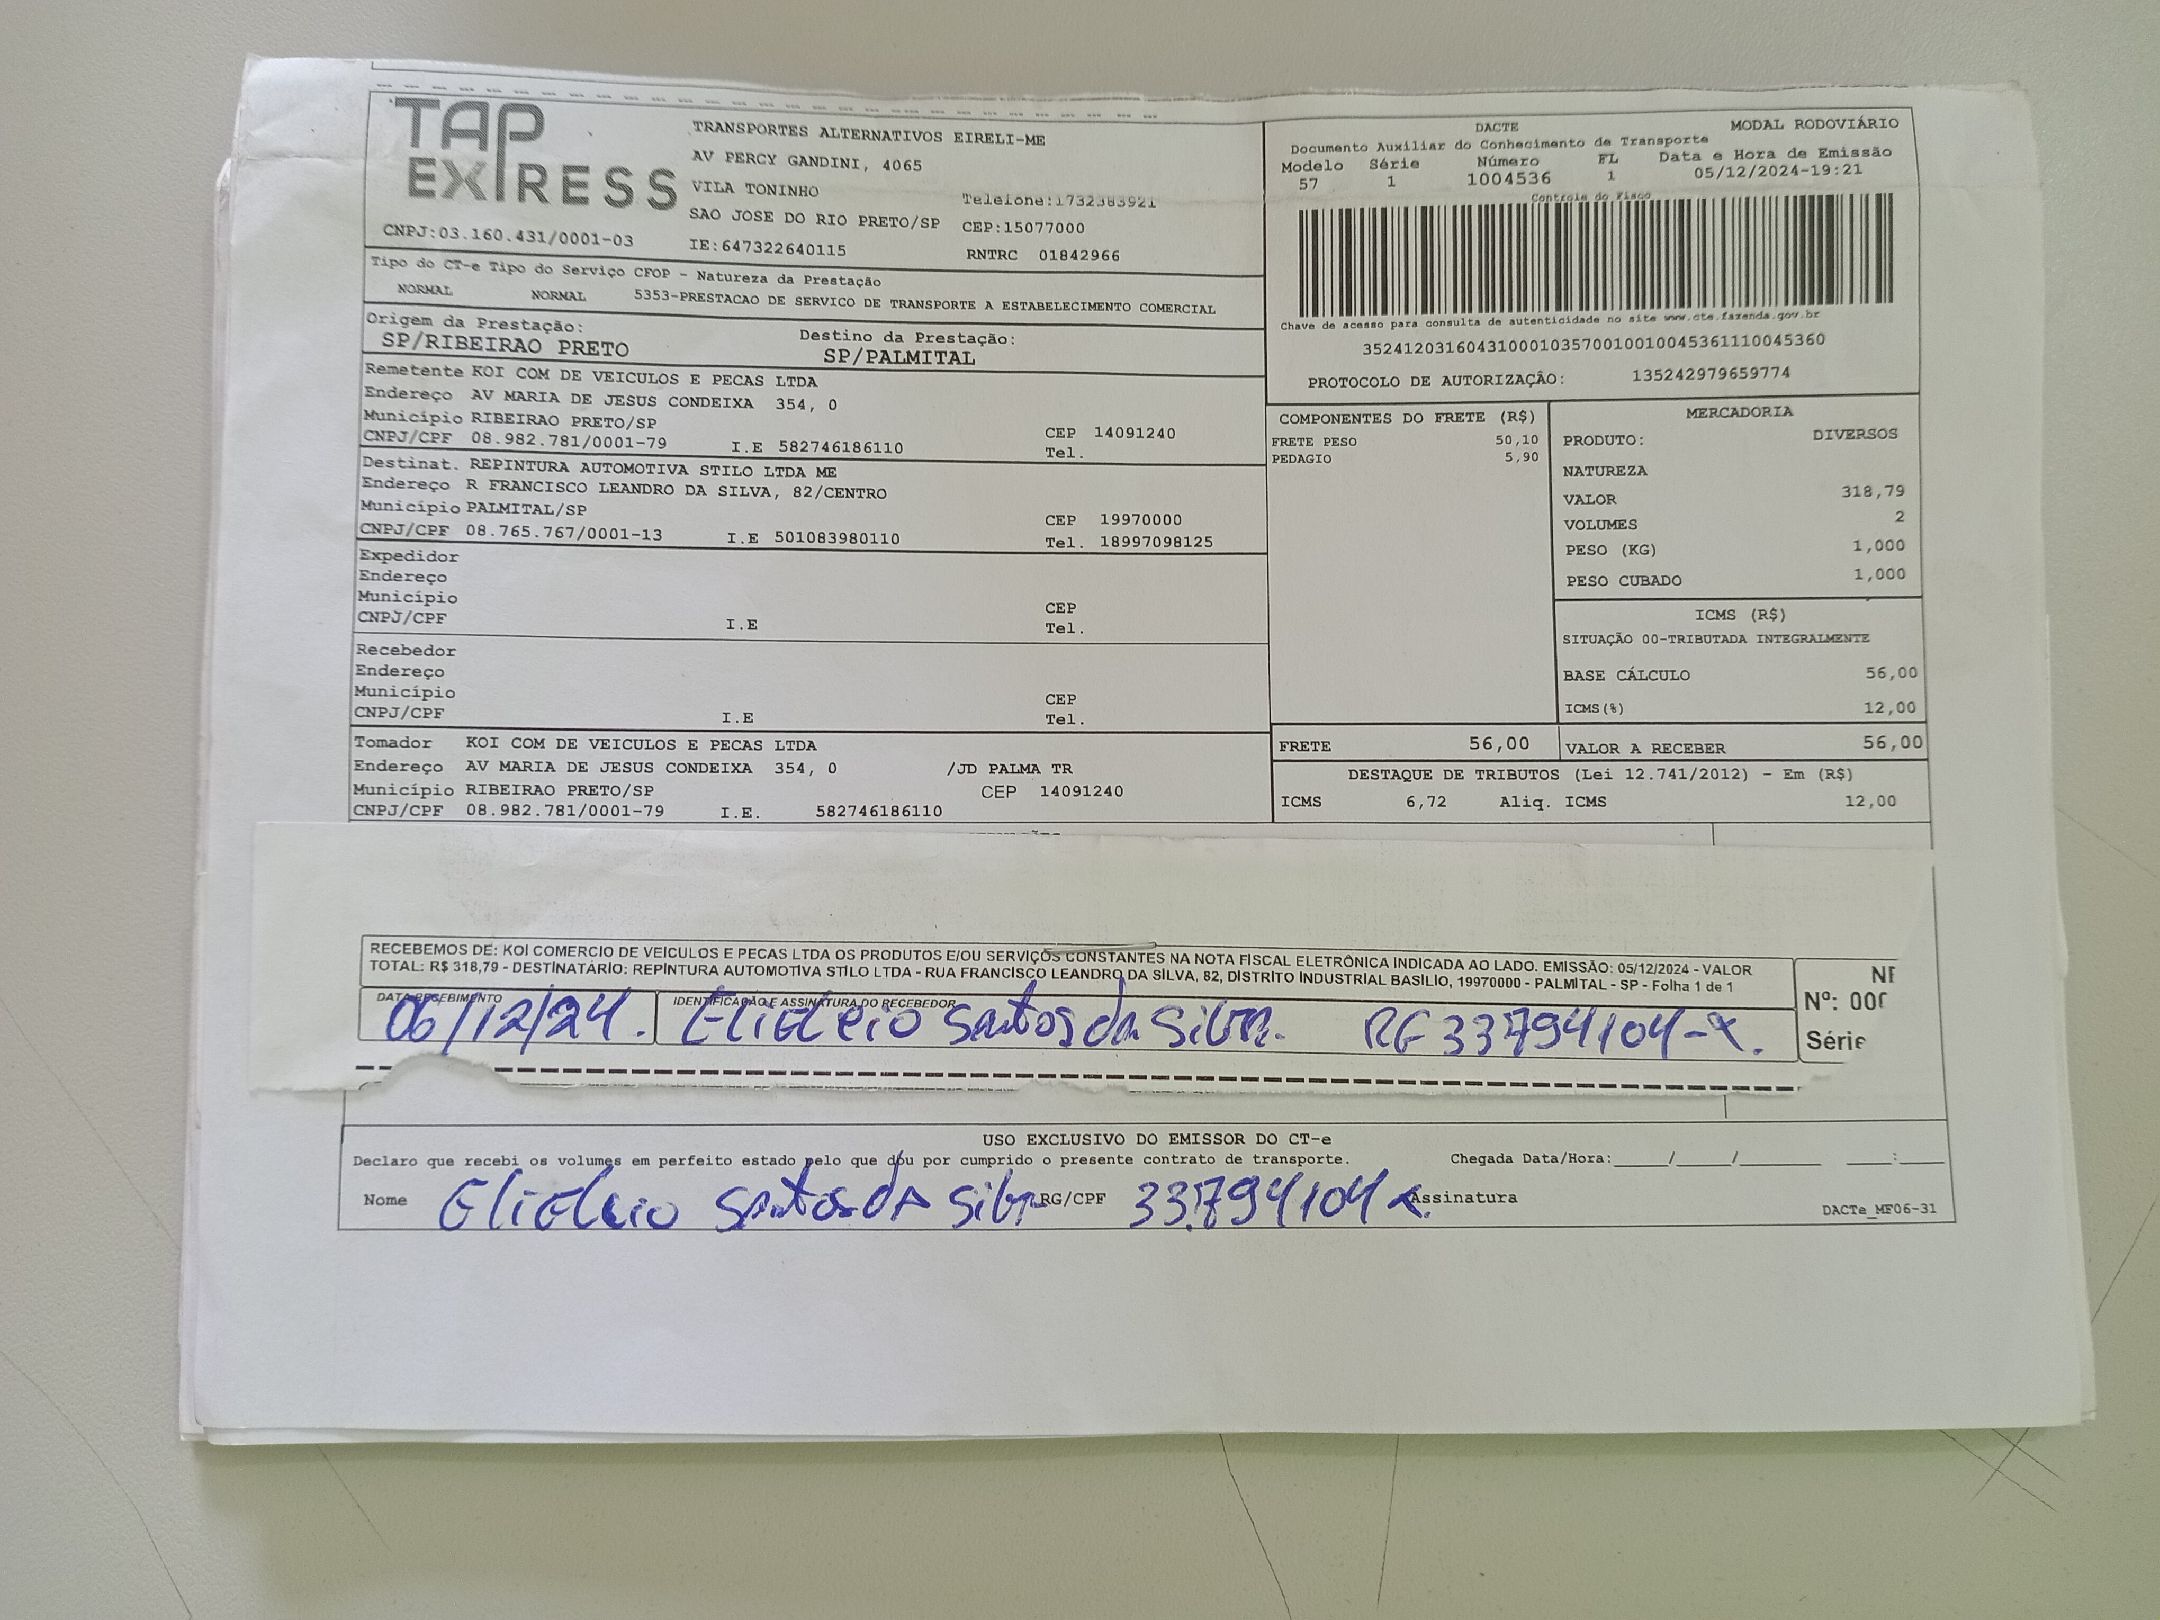 TAP EXPRESS
TRANSPORTES ALTERNATIVOS EIRELI-ME
AV PERCY GANDINI, 4065
VILA TONINHO Telefone:1732383921
SAO JOSE DO RIO PRETO/SP CEP:15077000
CNPJ:03.160.431/0001-03 IE:647322640115 RNTRC 01842966
DACTE MODAL RODOVIÁRIO
Documento Auxiliar do Conhecimento de Transporte
Modelo Série Número FL Data e Hora de Emissão
57 1 1004536 1 05/12/2024-19:21
Controle do Fisco
Chave de acesso para consulta de autenticidade no site www.cte.fazenda.gov.br
35241203160431000103570010010045361110045360
PROTOCOLO DE AUTORIZAÇÃO: 135242979659774
Tipo do CT-e Tipo do Serviço CFOP - Natureza da Prestação
NORMAL NORMAL 5353-PRESTACAO DE SERVICO DE TRANSPORTE A ESTABELECIMENTO COMERCIAL
Origem da Prestação: Destino da Prestação:
SP/RIBEIRAO PRETO SP/PALMITAL
Remetente KOI COM DE VEICULOS E PECAS LTDA
Endereço AV MARIA DE JESUS CONDEIXA 354, 0
Município RIBEIRAO PRETO/SP CEP 14091240
CNPJ/CPF 08.982.781/0001-79 I.E 582746186110 Tel.
Destinat. REPINTURA AUTOMOTIVA STILO LTDA ME
Endereço R FRANCISCO LEANDRO DA SILVA, 82/CENTRO
Município PALMITAL/SP CEP 19970000
CNPJ/CPF 08.765.767/0001-13 I.E 501083980110 Tel. 18997098125
Expedidor
Endereço
Município CEP
CNPJ/CPF I.E Tel.
Recebedor
Endereço
Município CEP
CNPJ/CPF I.E Tel.
Tomador KOI COM DE VEICULOS E PECAS LTDA
Endereço AV MARIA DE JESUS CONDEIXA 354, 0 /JD PALMA TR
Município RIBEIRAO PRETO/SP CEP 14091240
CNPJ/CPF 08.982.781/0001-79 I.E. 582746186110
COMPONENTES DO FRETE (R$)
FRETE PESO 50,10
PEDAGIO 5,90
MERCADORIA
PRODUTO: DIVERSOS
NATUREZA
VALOR 318,79
VOLUMES 2
PESO (KG) 1,000
PESO CUBADO 1,000
ICMS (R$)
SITUAÇÃO 00-TRIBUTADA INTEGRALMENTE
BASE CÁLCULO 56,00
ICMS(%) 12,00
FRETE 56,00 VALOR A RECEBER 56,00
DESTAQUE DE TRIBUTOS (Lei 12.741/2012) - Em (R$)
ICMS 6,72 Aliq. ICMS 12,00
RECEBEMOS DE: KOI COMERCIO DE VEICULOS E PECAS LTDA OS PRODUTOS E/OU SERVIÇOS CONSTANTES NA NOTA FISCAL ELETRÔNICA INDICADA AO LADO. EMISSÃO: 05/12/2024 - VALOR
TOTAL: R$ 318,79 - DESTINATÁRIO: REPINTURA AUTOMOTIVA STILO LTDA - RUA FRANCISCO LEANDRO DA SILVA, 82, DISTRITO INDUSTRIAL BASILIO, 19970000 - PALMITAL - SP - Folha 1 de 1
DATA RECEBIMENTO IDENTIFICAÇÃO E ASSINATURA DO RECEBEDOR
06/12/24. Santos da Silva. RG 33794104-X.
Nº: 000
Série
USO EXCLUSIVO DO EMISSOR DO CT-e
Declaro que recebi os volumes em perfeito estado pelo que dou por cumprido o presente contrato de transporte. Chegada Data/Hora:_____/_____/________ ____:____
Nome Santos da Silva RG/CPF 33.794104 X. Assinatura
DACTe_MF06-31